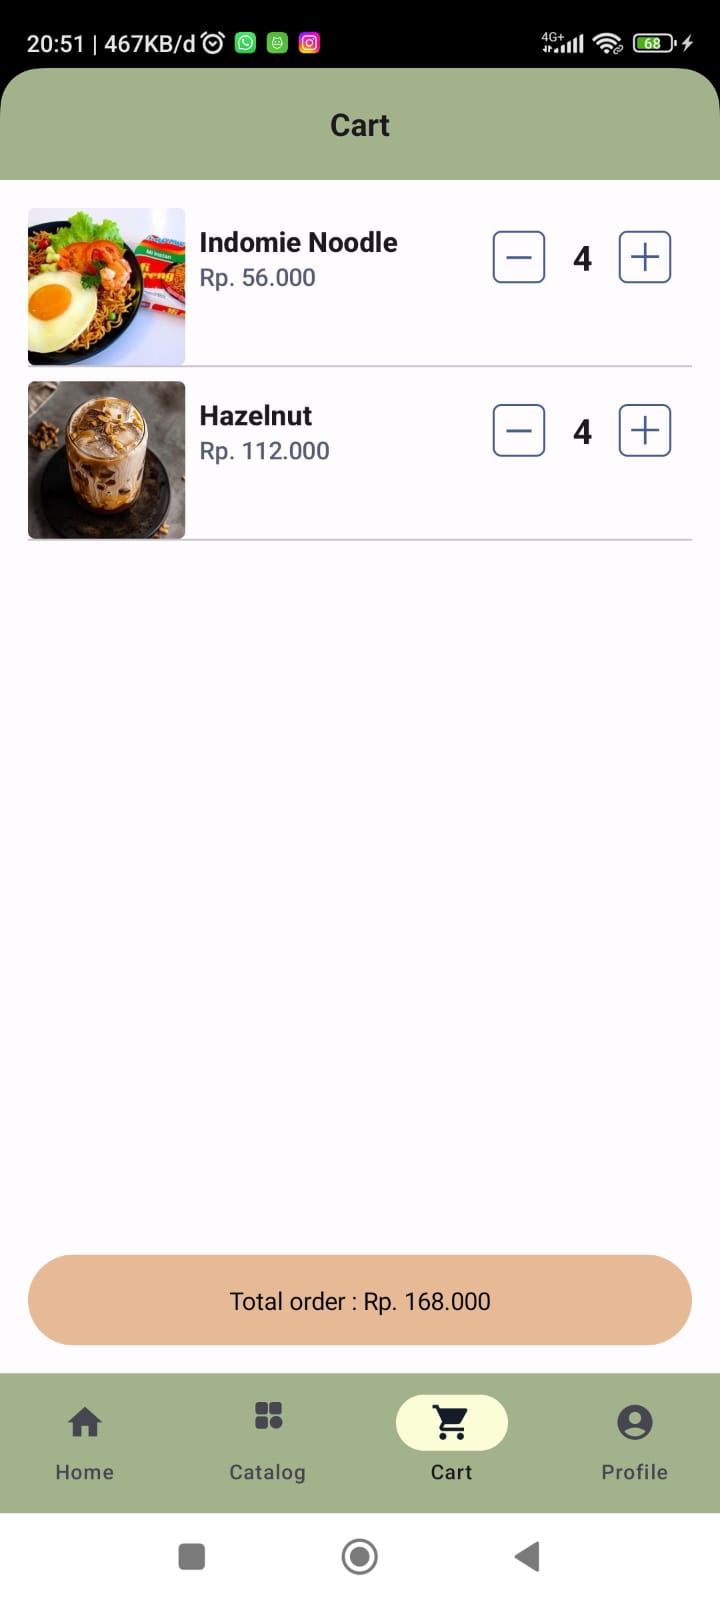 20:51 | 467KB/d
4G+
68
Cart
Indomie Noodle
Rp. 56.000
4
Hazelnut
Rp. 112.000
4
Total order : Rp. 168.000
Home
Catalog
Cart
Profile